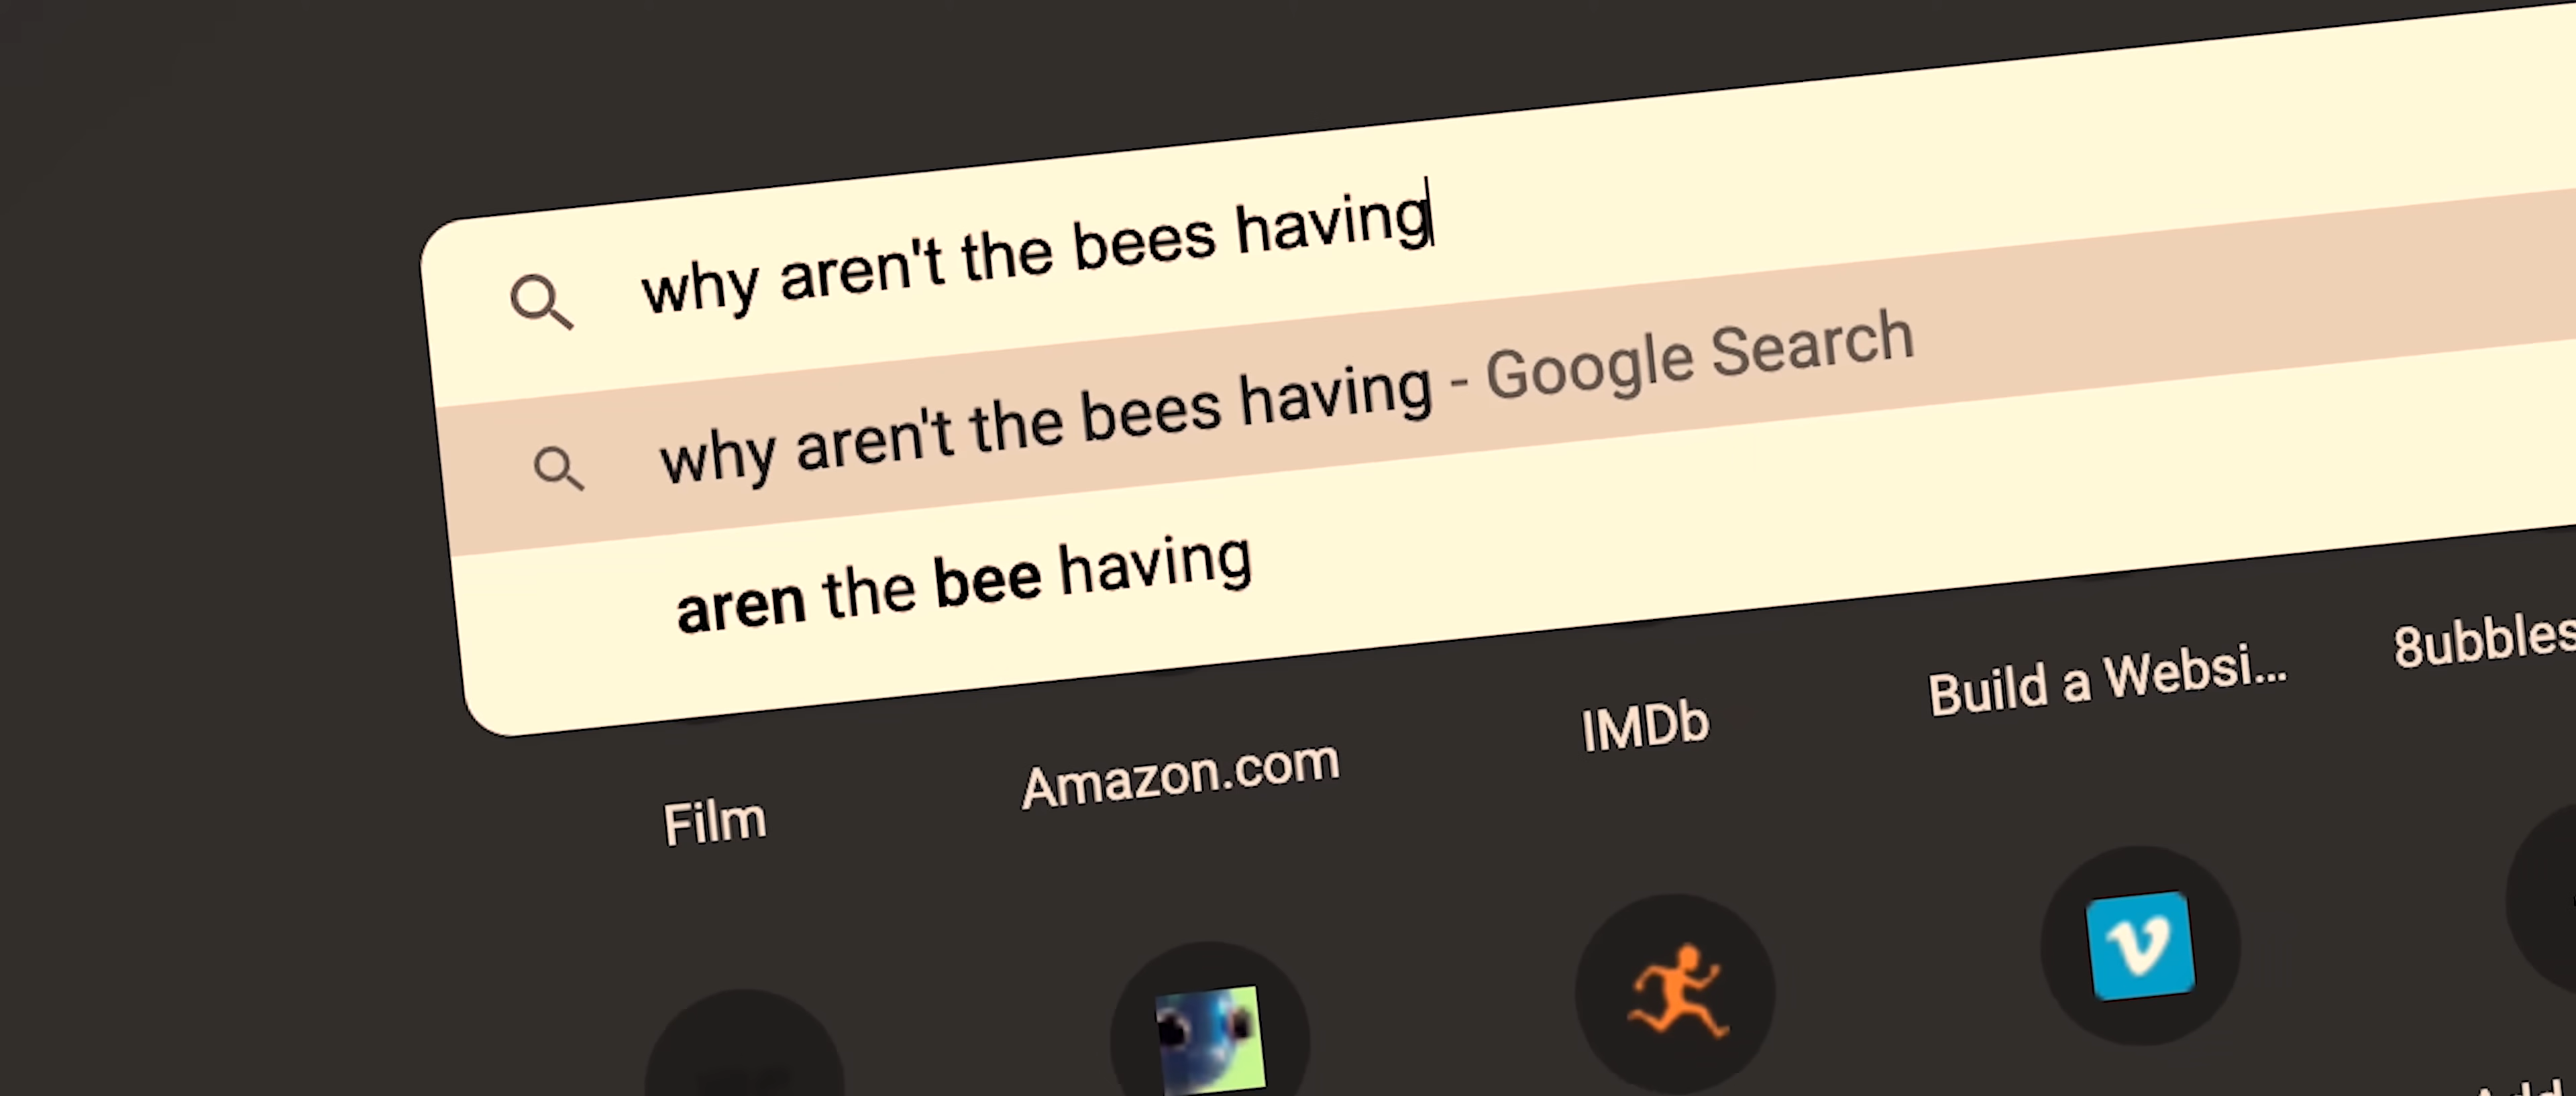 why aren't the bees having
why aren't the bees having - Google Search
aren the bee having
Film
Amazon.com
IMDb
Build a Websi...
8ubbles